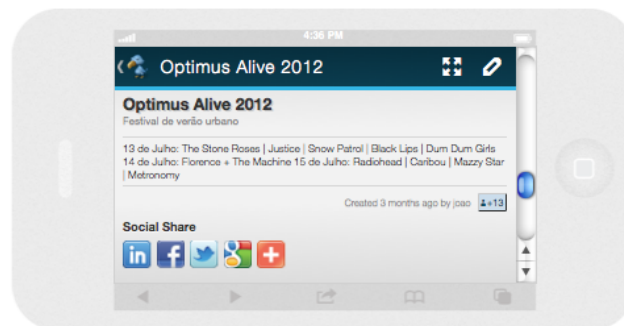 4:36 PM
Optimus Alive 2012
Optimus Alive 2012
Festival de verão urbano
13 de Julho: The Stone Roses | Justice | Snow Patrol | Black Lips | Dum Dum Girls
14 de Julho: Florence + The Machine 15 de Julho: Radiohead | Caribou | Mazzy Star
| Metronomy
Created 3 months ago by joao +13
Social Share
in f g +